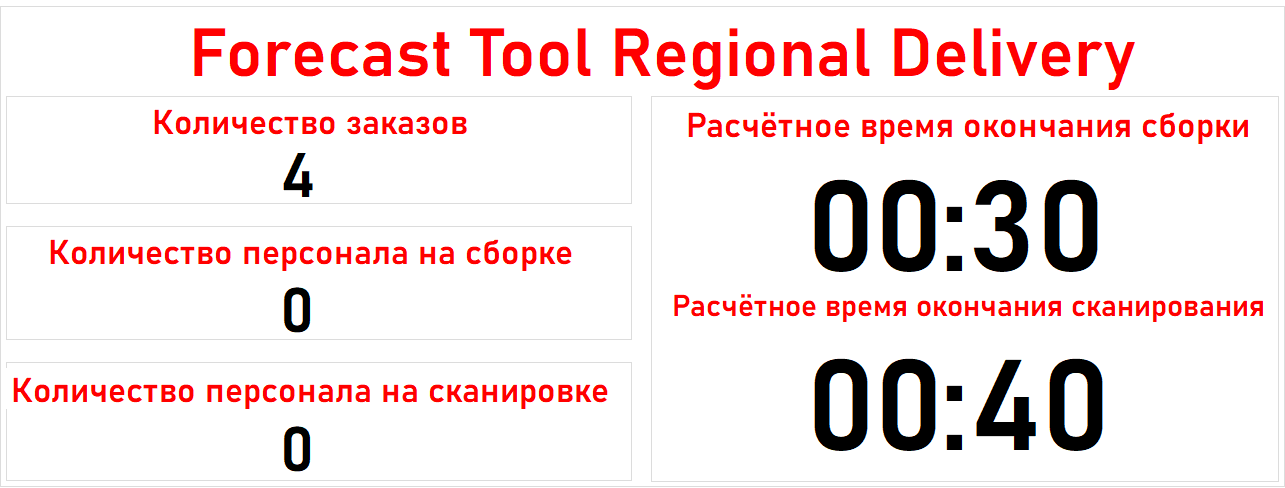 Forecast Tool Regional Delivery
Количество заказов
4
Количество персонала на сборке
0
Количество персонала на сканировке
0
Расчётное время окончания сборки
00:30
Расчётное время окончания сканирования
00:40